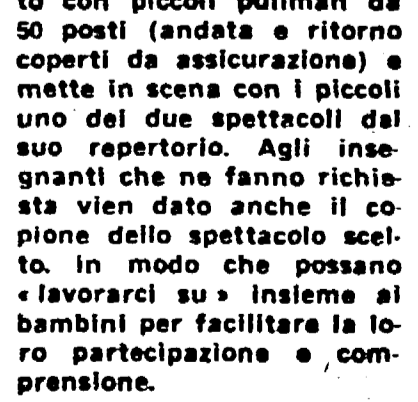 to con piccoli pullman da
50 posti (andata e ritorno
coperti da assicurazione) e
mette in scena con i piccoli
uno dei due spettacoli dal
suo repertorio. Agli inse-
gnanti che ne fanno richie-
sta vien dato anche il co-
pione dello spettacolo scel-
to. in modo che possano
« lavorarci su » insieme ai
bambini per facilitare la lo-
ro partecipazione e com-
prensione.